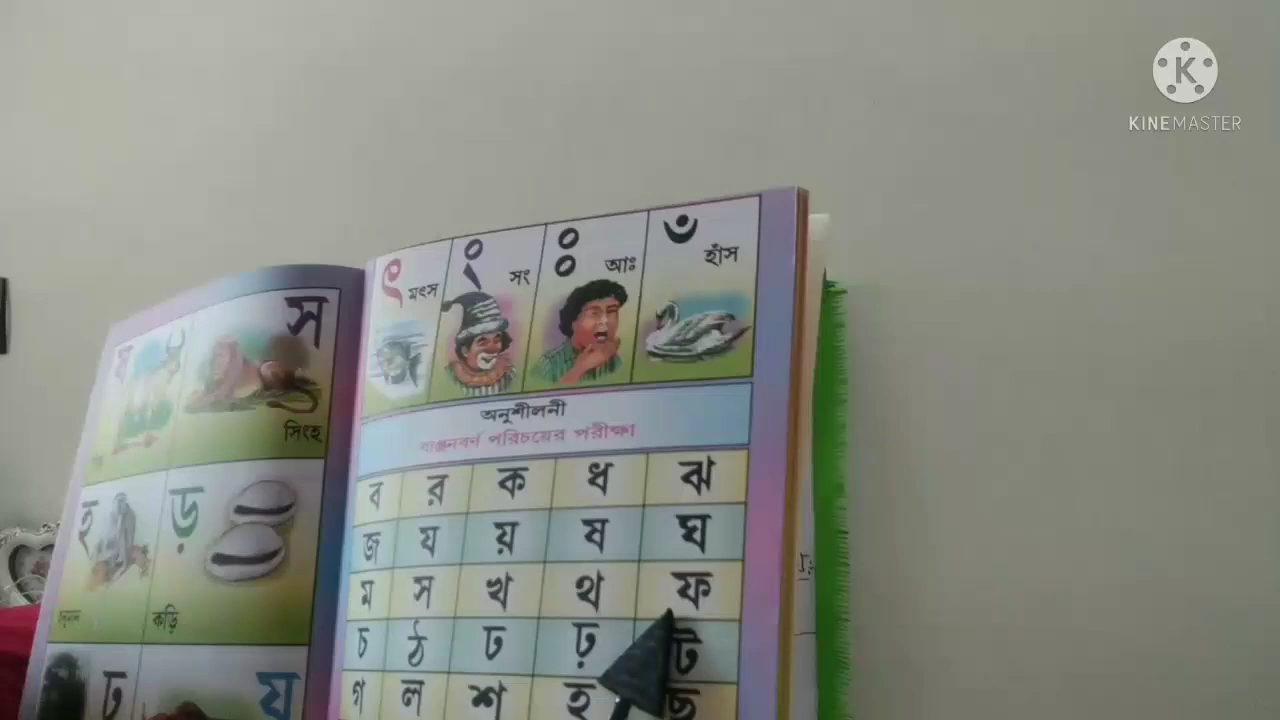 KINEMASTER
স
সিংহ
হ
ড়
কড়ি
ঢ
য
ৎ মৎস
ং সং
ঃ আঃ
ঁ হাঁস
অনুশীলনী
ব্যঞ্জনবর্ণ পরিচয়ের পরীক্ষা
ব র ক ধ ঝ
জ য য় ষ ঘ
ম স খ থ ফ
চ ঠ ঢ ঢ় ট
গ ল শ হ